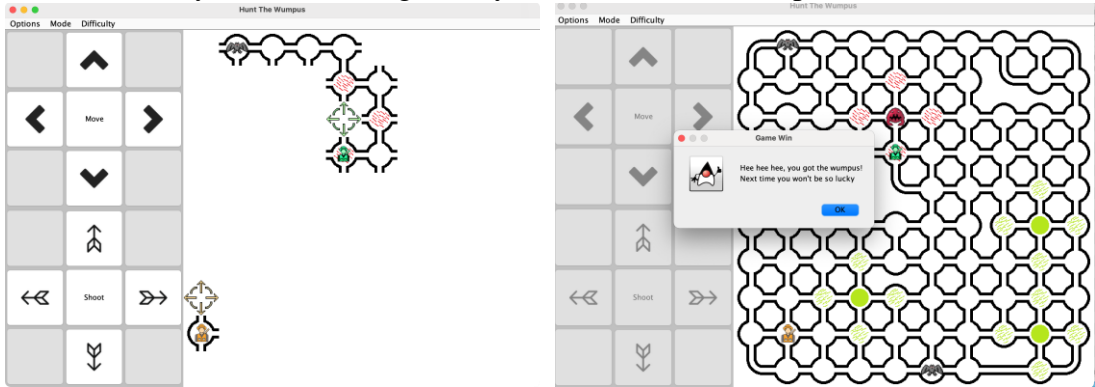 Hunt The Wumpus
Options Mode Difficulty
Move
Shoot
Hunt The Wumpus
Options Mode Difficulty
Move
Shoot
Game Win
Hee hee hee, you got the wumpus!
Next time you won't be so lucky
OK